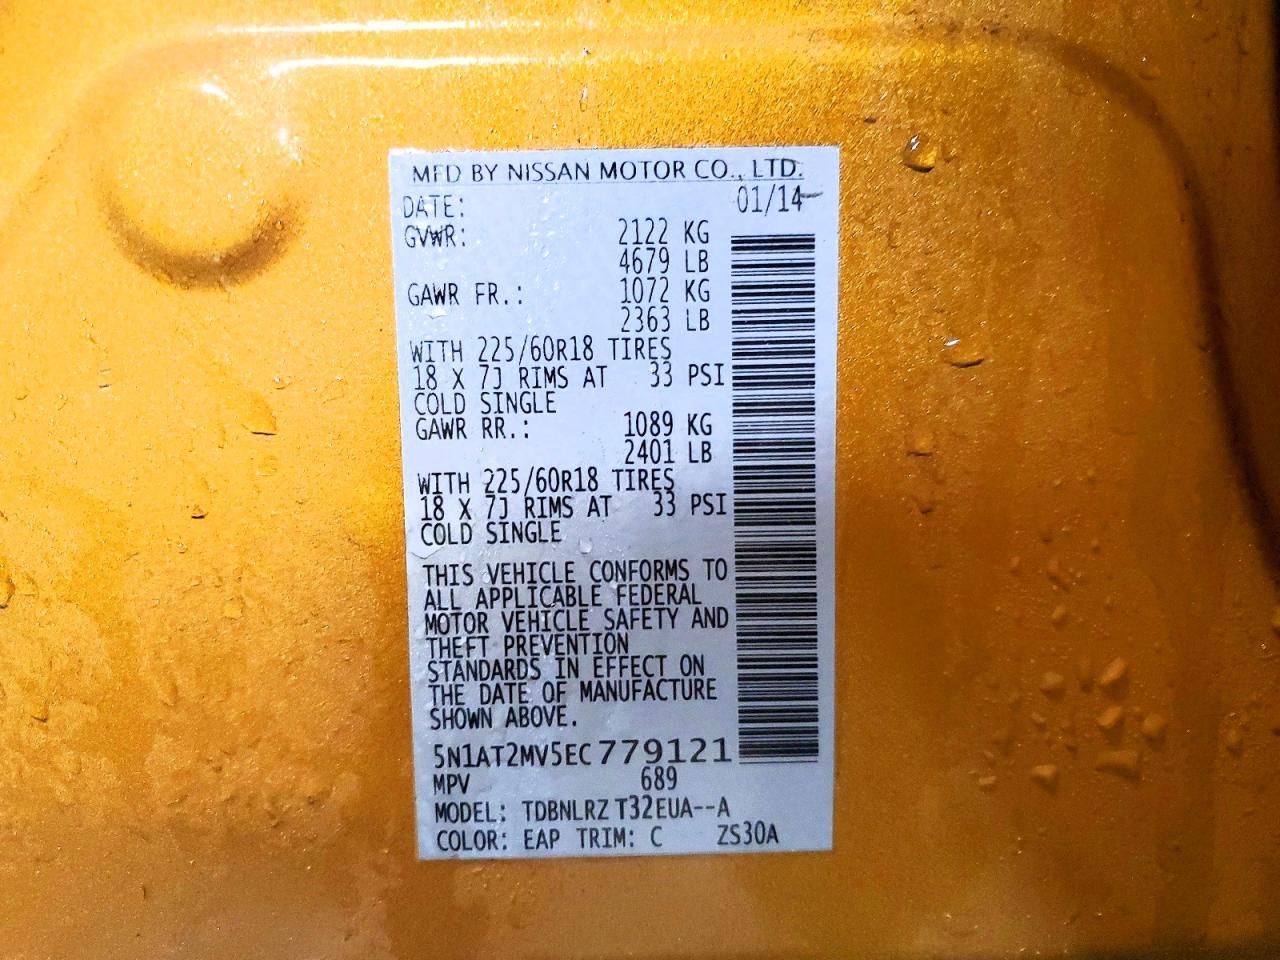 MFD BY NISSAN MOTOR CO., LTD.
DATE: 01/14
GVWR: 2122 KG
4679 LB
GAWR FR.: 1072 KG
2363 LB
WITH 225/60R18 TIRES
18 X 7J RIMS AT 33 PSI
COLD SINGLE
GAWR RR.: 1089 KG
2401 LB
WITH 225/60R18 TIRES
18 X 7J RIMS AT 33 PSI
COLD SINGLE
THIS VEHICLE CONFORMS TO
ALL APPLICABLE FEDERAL
MOTOR VEHICLE SAFETY AND
THEFT PREVENTION
STANDARDS IN EFFECT ON
THE DATE OF MANUFACTURE
SHOWN ABOVE.
5N1AT2MV5EC779121
MPV 689
MODEL: TDBNLRZ T32EUA--A
COLOR: EAP TRIM: C ZS30A